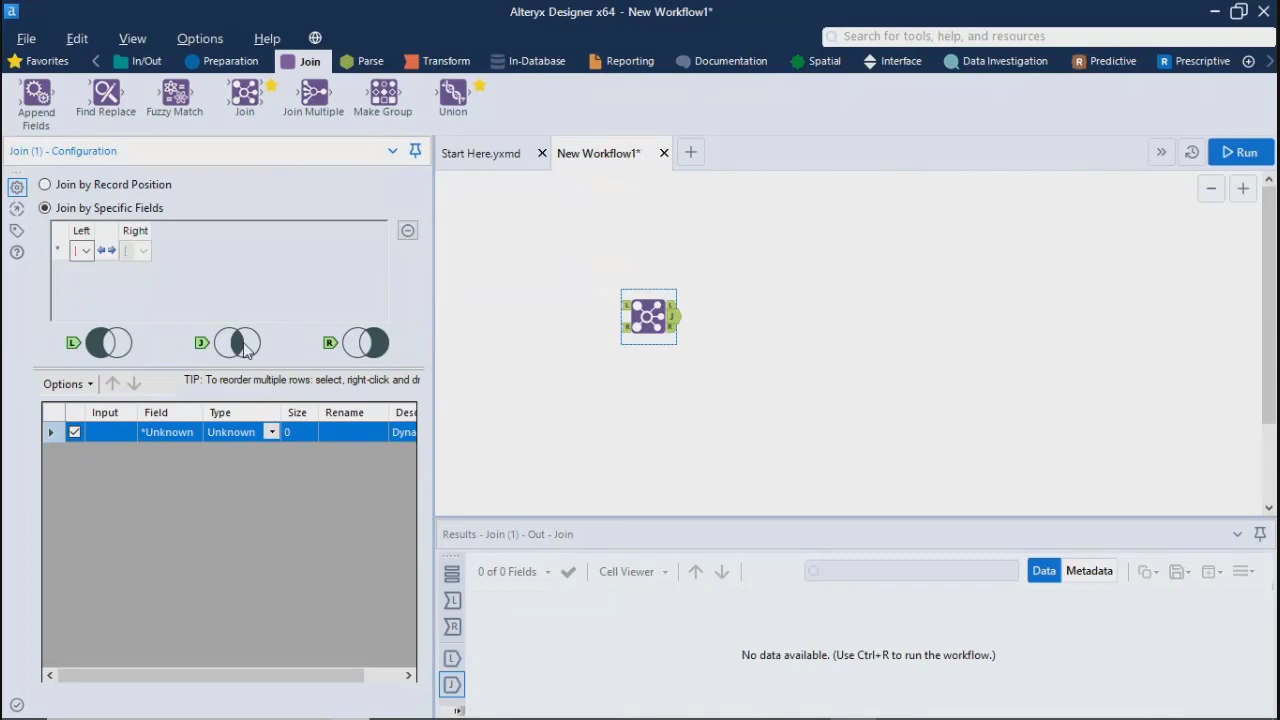 a Alteryx Designer x64 - New Workflow1*
File Edit View Options Help Search for tools, help, and resources
Favorites In/Out Preparation Join Parse Transform In-Database Reporting Documentation Spatial Interface Data Investigation R Predictive R Prescriptive
Append Fields Find Replace Fuzzy Match Join Join Multiple Make Group Union
Join (1) - Configuration
Start Here.yxmd New Workflow1* Run
Join by Record Position
Join by Specific Fields
Left Right
*
L J R
L L
J
R R
Options TIP: To reorder multiple rows: select, right-click and dr
Input Field Type Size Rename Desc
*Unknown Unknown 0 Dyna
Results - Join (1) - Out - Join
0 of 0 Fields Cell Viewer Data Metadata
L
R
L
J
No data available. (Use Ctrl+R to run the workflow.)